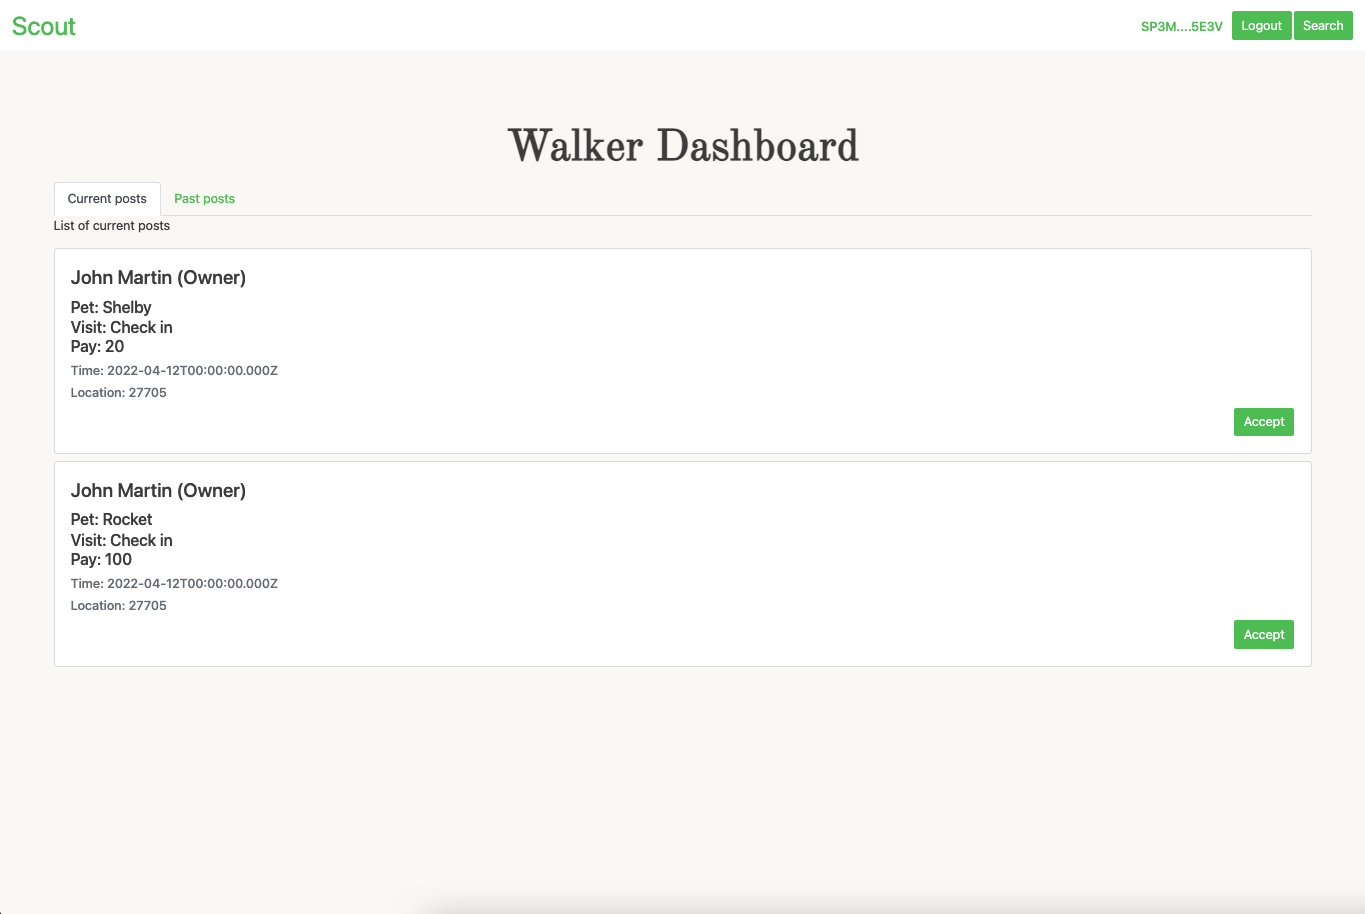 Scout
SP3M....5E3V Logout Search
Walker Dashboard
Current posts Past posts
List of current posts
John Martin (Owner)
Pet: Shelby
Visit: Check in
Pay: 20
Time: 2022-04-12T00:00:00.000Z
Location: 27705
Accept
John Martin (Owner)
Pet: Rocket
Visit: Check in
Pay: 100
Time: 2022-04-12T00:00:00.000Z
Location: 27705
Accept